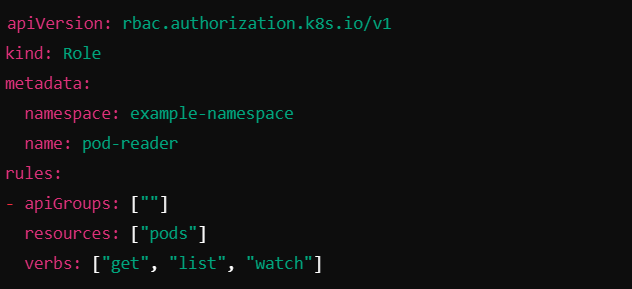 apiVersion: rbac.authorization.k8s.io/v1
kind: Role
metadata:
  namespace: example-namespace
  name: pod-reader
rules:
- apiGroups: [""]
  resources: ["pods"]
  verbs: ["get", "list", "watch"]